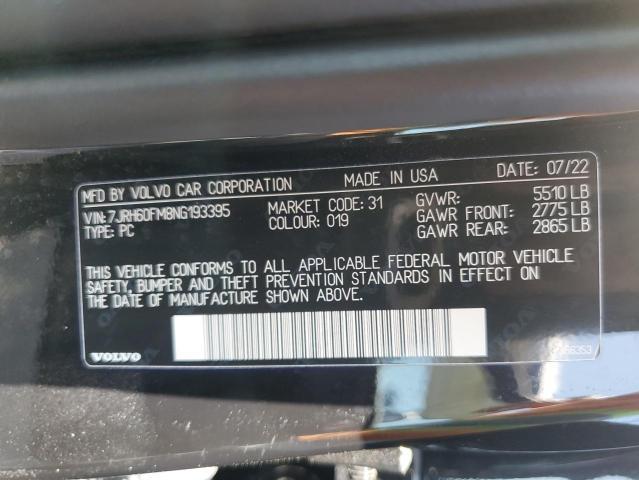 MFD BY VOLVO CAR CORPORATION MADE IN USA DATE: 07/22
VIN: 7JRH60FM8NG193395 MARKET CODE: 31 GVWR: 5510 LB
TYPE: PC COLOUR: 019 GAWR FRONT: 2775 LB
GAWR REAR: 2865 LB
THIS VEHICLE CONFORMS TO ALL APPLICABLE FEDERAL MOTOR VEHICLE
SAFETY, BUMPER AND THEFT PREVENTION STANDARDS IN EFFECT ON
THE DATE OF MANUFACTURE SHOWN ABOVE.
VOLVO